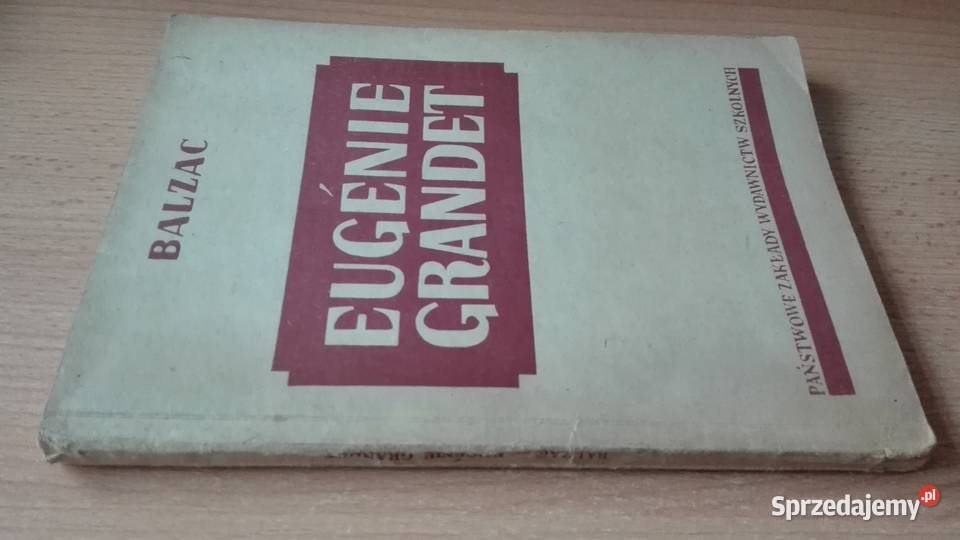 BALZAC
EUGÉNIE
GRANDET
PAŃSTWOWE ZAKŁADY WYDAWNICTW SZKOLNYCH
BALZAC — EUGÉNIE GRANDET
Sprzedajemy.pl